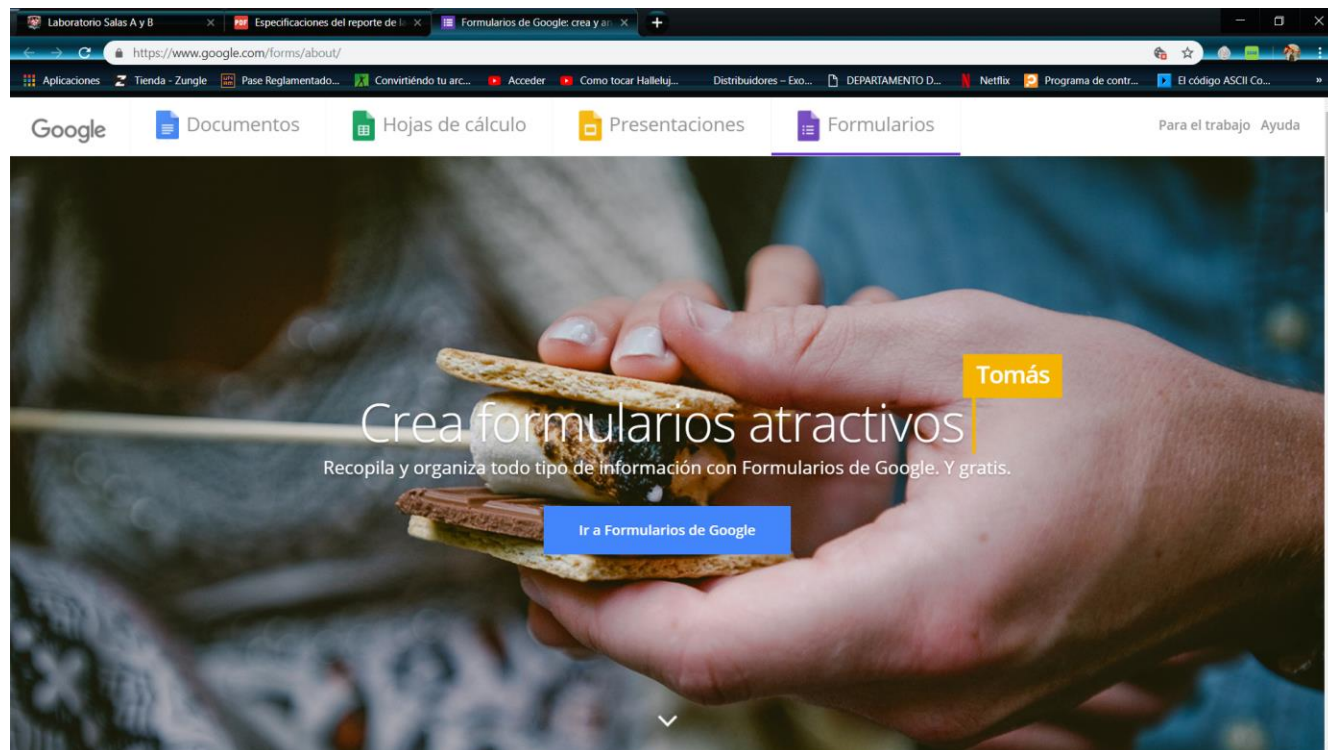 Laboratorio Salas A y B
Especificaciones del reporte de la
Formularios de Google: crea y an
https://www.google.com/forms/about/
Aplicaciones Tienda - Zungle Pase Reglamentado... Convirtiéndo tu arc... Acceder Como tocar Halleluj... Distribuidores – Exo... DEPARTAMENTO D... Netflix Programa de contr... El código ASCII Co... »
Google Documentos Hojas de cálculo Presentaciones Formularios Para el trabajo Ayuda
Tomás
Crea formularios atractivos
Recopila y organiza todo tipo de información con Formularios de Google. Y gratis.
Ir a Formularios de Google